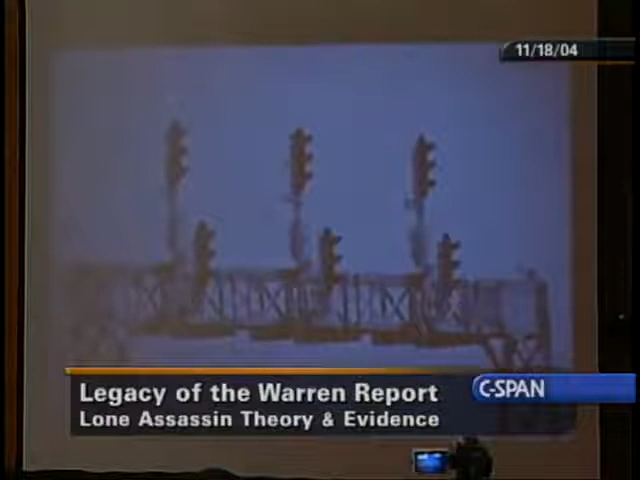 11/18/04
Legacy of the Warren Report
C-SPAN
Lone Assassin Theory & Evidence